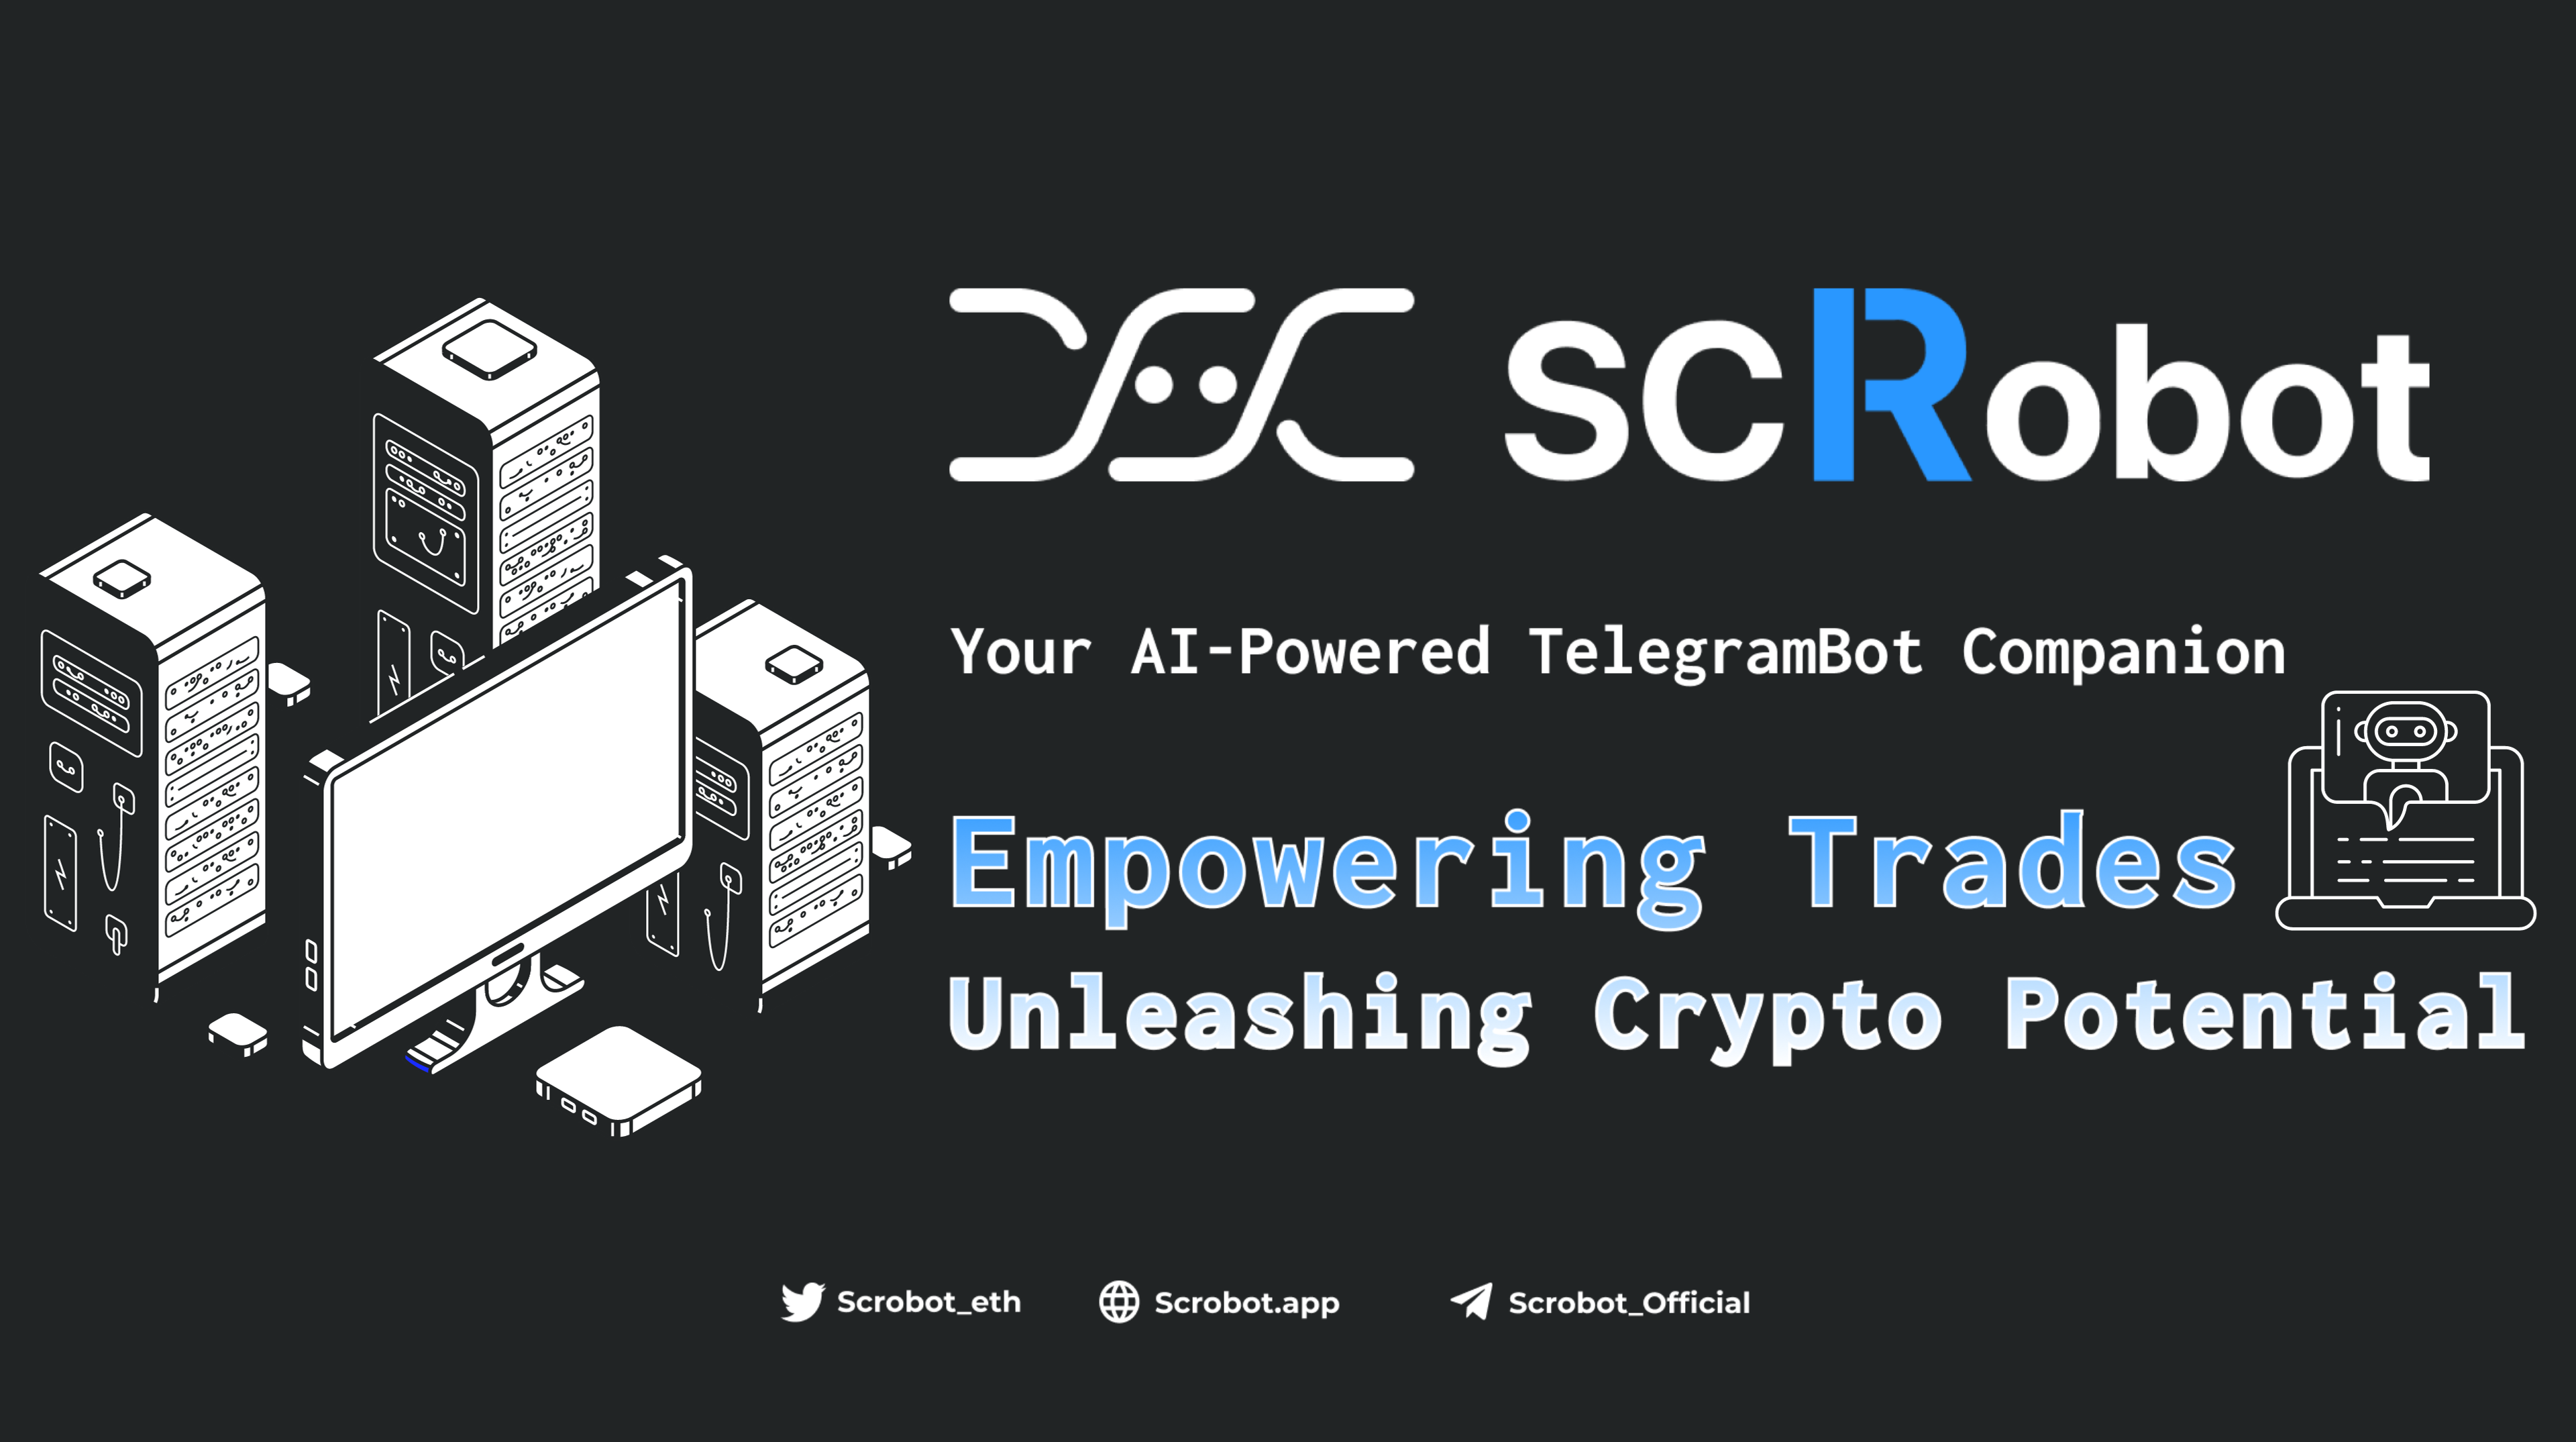 scRobot
Your AI-Powered TelegramBot Companion
Empowering Trades
Unleashing Crypto Potential
Scrobot_eth
Scrobot.app
Scrobot_Official